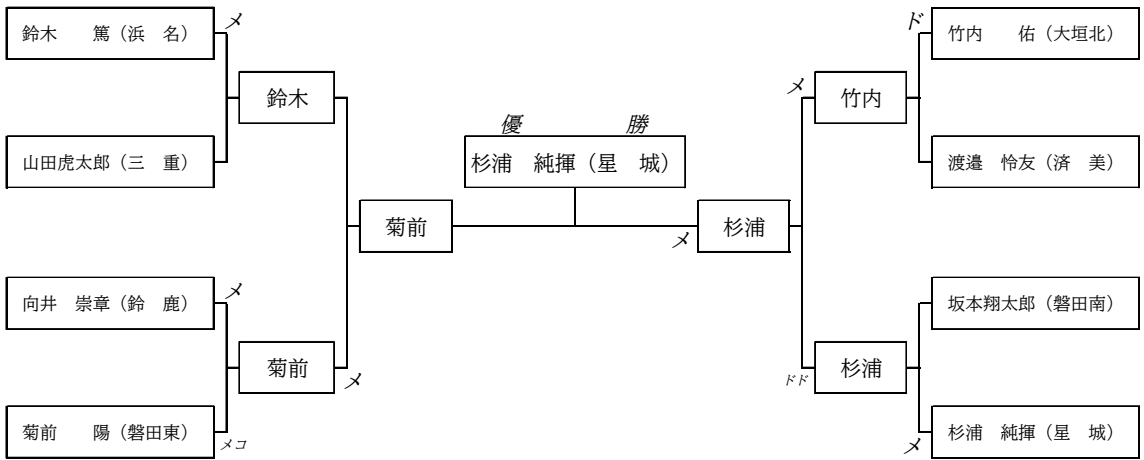 鈴木　　篤（浜　名）
メ
山田虎太郎（三　重）
鈴木
向井　崇章（鈴　鹿）
メ
菊前　　陽（磐田東）
メコ
菊前
メ
菊前
優　　　勝
杉浦　純揮（星　城）
メ
杉浦
メ
竹内
ドド
杉浦
ド
竹内　　佑（大垣北）
渡邉　怜友（済　美）
坂本翔太郎（磐田南）
メ
杉浦　純揮（星　城）